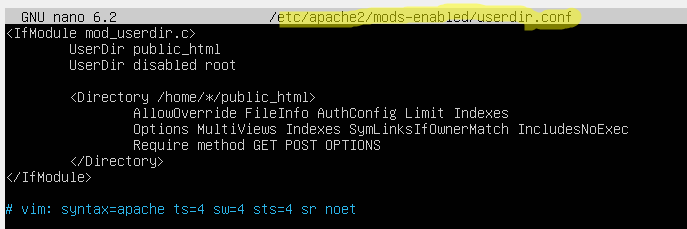 GNU nano 6.2 /etc/apache2/mods-enabled/userdir.conf
<IfModule mod_userdir.c>
UserDir public_html
UserDir disabled root
<Directory /home/*/public_html>
AllowOverride FileInfo AuthConfig Limit Indexes
Options MultiViews Indexes SymLinksIfOwnerMatch IncludesNoExec
Require method GET POST OPTIONS
</Directory>
</IfModule>
# vim: syntax=apache ts=4 sw=4 sts=4 sr noet